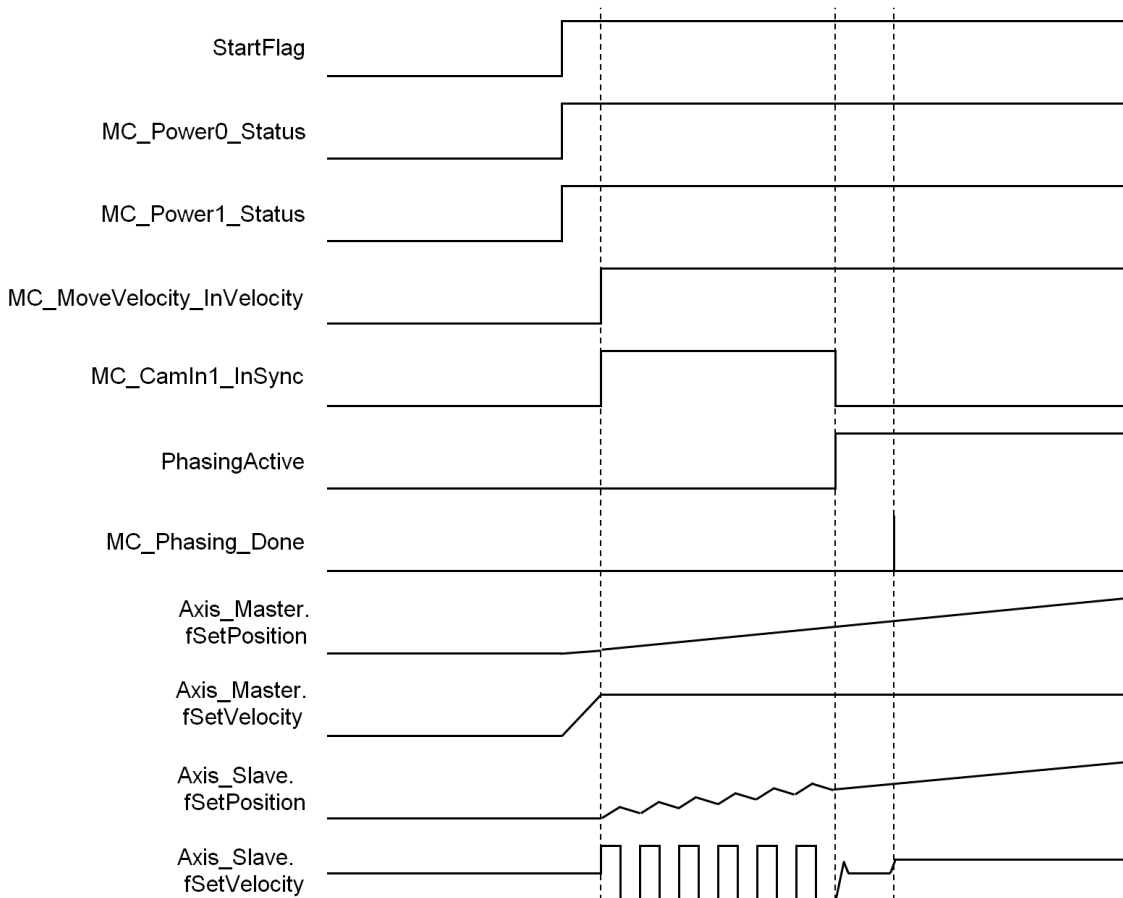 StartFlag
MC_Power0_Status
MC_Power1_Status
MC_MoveVelocity_InVelocity
MC_CamIn1_InSync
PhasingActive
MC_Phasing_Done
Axis_Master.
fSetPosition
Axis_Master.
fSetVelocity
Axis_Slave.
fSetPosition
Axis_Slave.
fSetVelocity